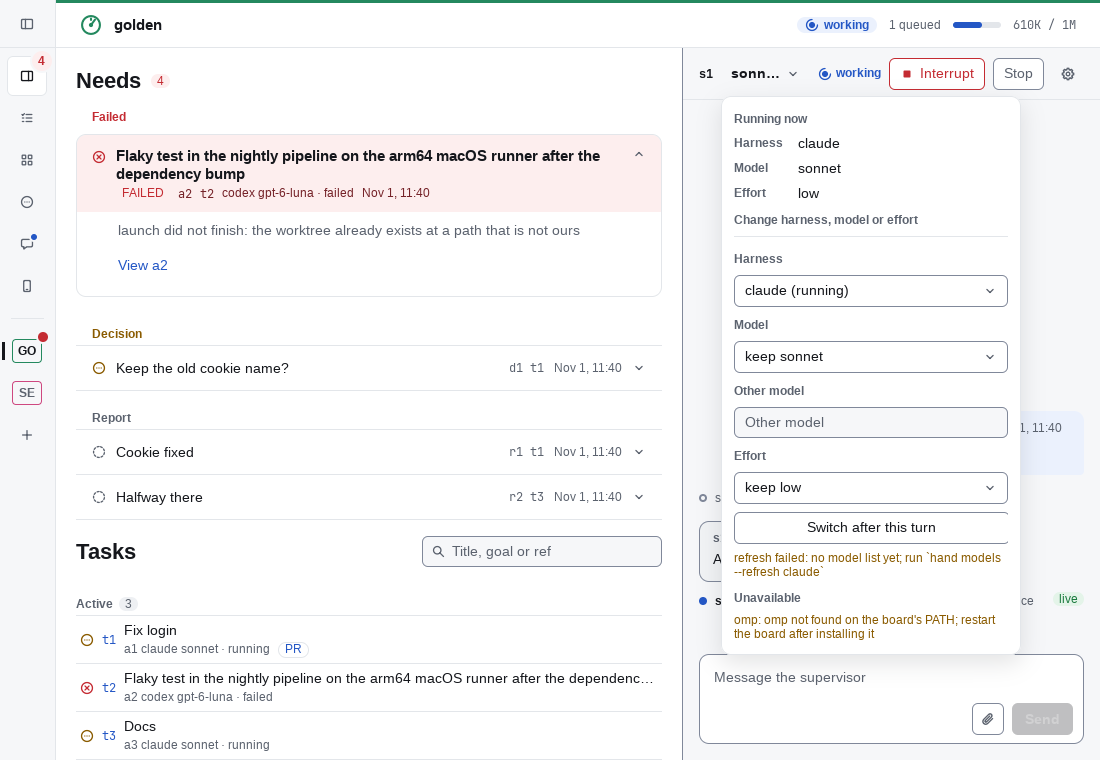 golden
working
1 queued
610K / 1M
4
GO
SE
Needs 4
Failed
Flaky test in the nightly pipeline on the arm64 macOS runner after the
dependency bump
FAILED a2 t2 codex gpt-6-luna · failed Nov 1, 11:40
launch did not finish: the worktree already exists at a path that is not ours
View a2
Decision
Keep the old cookie name? d1 t1 Nov 1, 11:40
Report
Cookie fixed r1 t1 Nov 1, 11:40
Halfway there r2 t3 Nov 1, 11:40
Tasks
Title, goal or ref
Active 3
t1 Fix login
a1 claude sonnet · running PR
t2 Flaky test in the nightly pipeline on the arm64 macOS runner after the dependenc…
a2 codex gpt-6-luna · failed
t3 Docs
a3 claude sonnet · running
s1 sonn… working Interrupt Stop
Running now
Harness claude
Model sonnet
Effort low
Change harness, model or effort
Harness
claude (running)
Model
keep sonnet
Other model
Other model
Effort
keep low
Switch after this turn
refresh failed: no model list yet; run `hand models
--refresh claude`
Unavailable
omp: omp not found on the board's PATH; restart
the board after installing it
1, 11:40
s
s
A
s
ce
live
Message the supervisor
Send